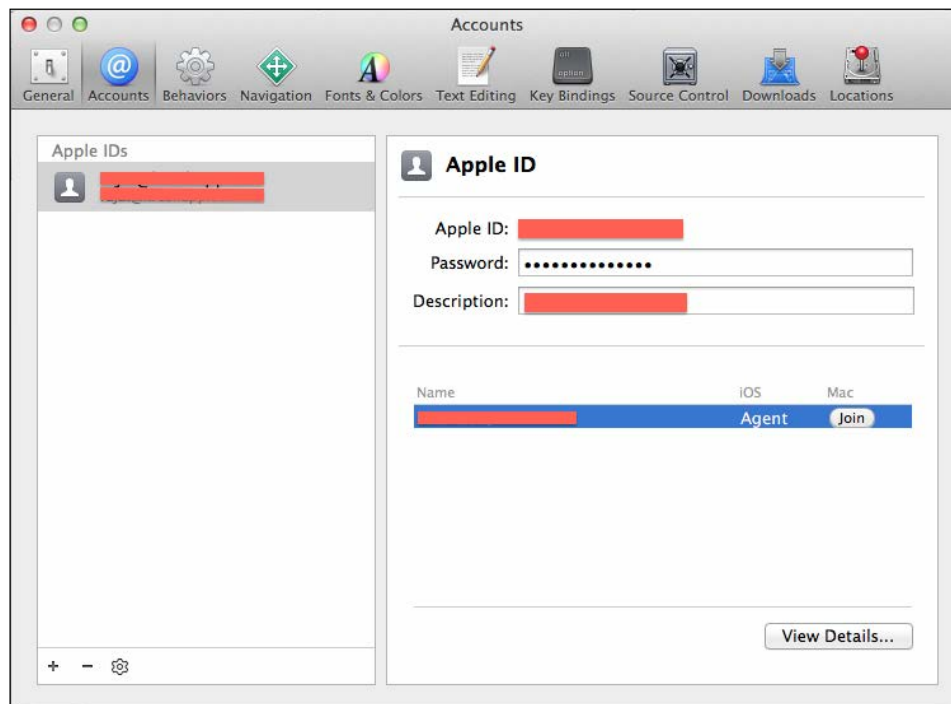 Accounts
General Accounts Behaviors Navigation Fonts & Colors Text Editing Key Bindings Source Control Downloads Locations
Apple IDs
Apple ID
Apple ID:
Password: ••••••••••••••
Description:
Name iOS Mac
Agent Join
View Details...